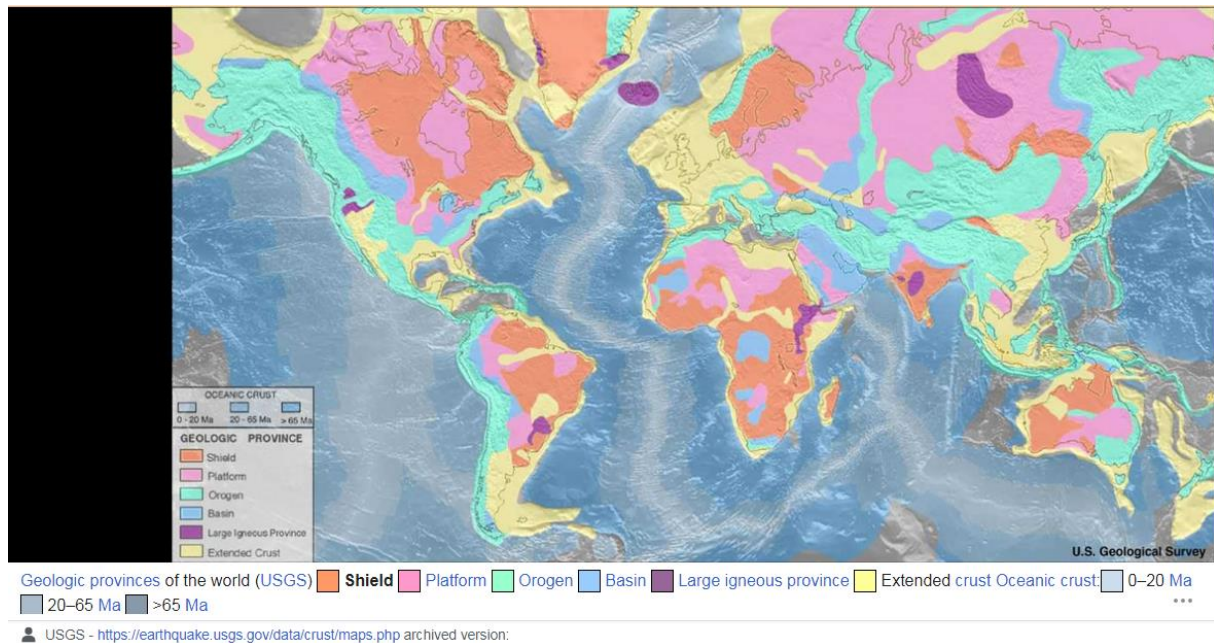 OCEANIC CRUST
0 - 20 Ma 20 - 65 Ma > 65 Ma
GEOLOGIC PROVINCE
Shield
Platform
Orogen
Basin
Large Igneous Province
Extended Crust
U.S. Geological Survey
Geologic provinces of the world (USGS) Shield Platform Orogen Basin Large igneous province Extended crust Oceanic crust: 0–20 Ma
20–65 Ma >65 Ma
USGS - https://earthquake.usgs.gov/data/crust/maps.php archived version: